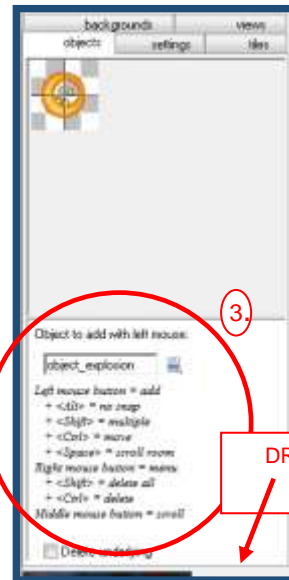 backgrounds views
objects settings tiles
3.
Object to add with left mouse:
object_explosion
Left mouse button = add
+ <Alt> = no snap
+ <Shift> = multiple
+ <Ctrl> = move
+ <Space> = scroll room
Right mouse button = menu
+ <Shift> = delete all
+ <Ctrl> = delete
Middle mouse button = scroll
DR
Delete underlying